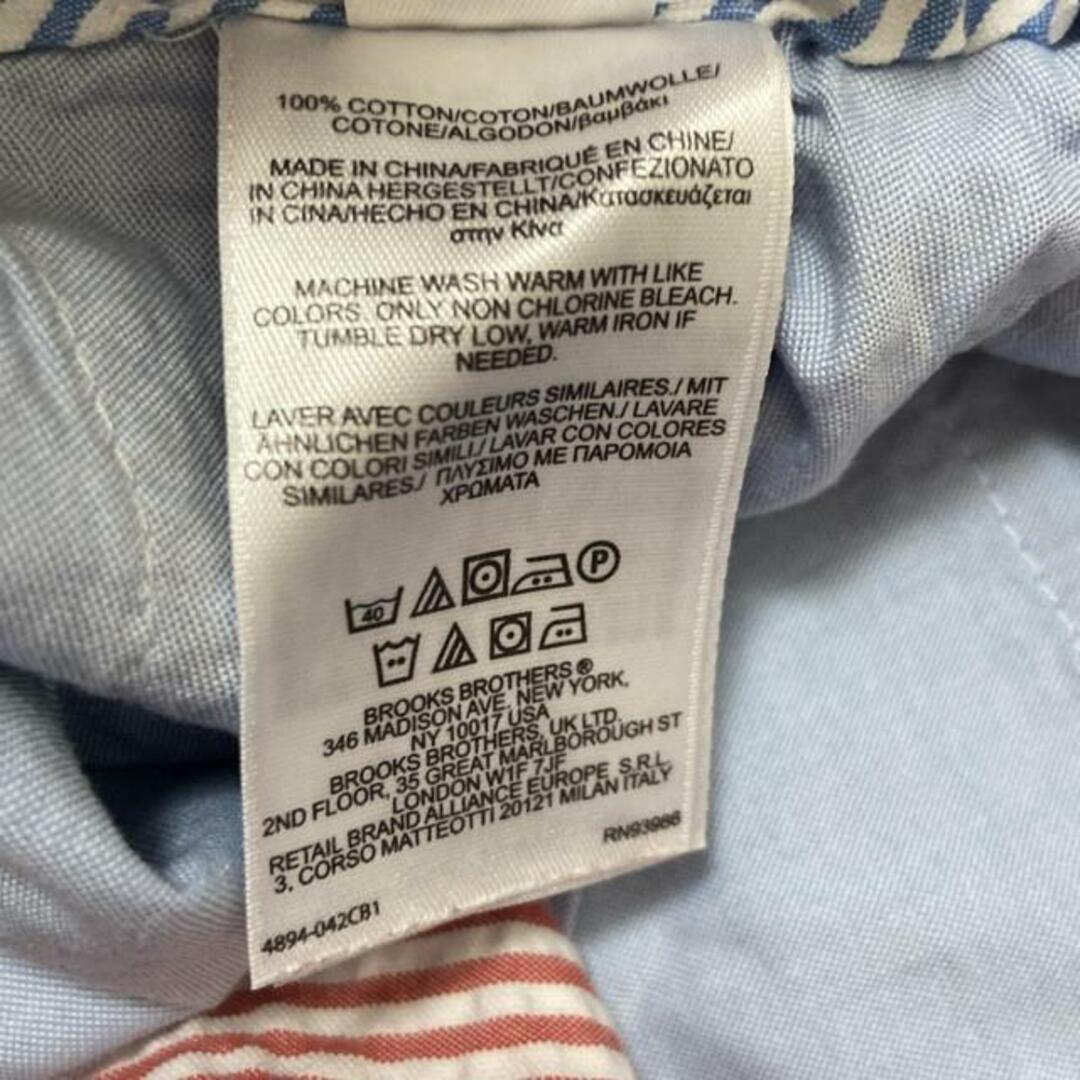 100% COTTON/COTON/BAUMWOLLE/
COTONE/ALGODON/βαμβάκι
MADE IN CHINA/FABRIQUÉ EN CHINE/
IN CHINA HERGESTELLT/CONFEZIONATO
IN CINA/HECHO EN CHINA/Κατασκευάζεται
στην Κίνα
MACHINE WASH WARM WITH LIKE
COLORS. ONLY NON CHLORINE BLEACH.
TUMBLE DRY LOW, WARM IRON IF
NEEDED.
LAVER AVEC COULEURS SIMILAIRES./ MIT
ÄHNLICHEN FARBEN WASCHEN./ LAVARE
CON COLORI SIMILI./ LAVAR CON COLORES
SIMILARES./ ΠΛΥΣΙΜΟ ΜΕ ΠΑΡΟΜΟΙΑ
ΧΡΩΜΑΤΑ
40 P
BROOKS BROTHERS®
346 MADISON AVE, NEW YORK,
NY 10017 USA
BROOKS BROTHERS, UK LTD,
2ND FLOOR, 35 GREAT MARLBOROUGH ST
LONDON W1F 7JF
RETAIL BRAND ALLIANCE EUROPE, S.R.L.
3, CORSO MATTEOTTI 20121 MILAN ITALY
RN93986
4894-042CB1